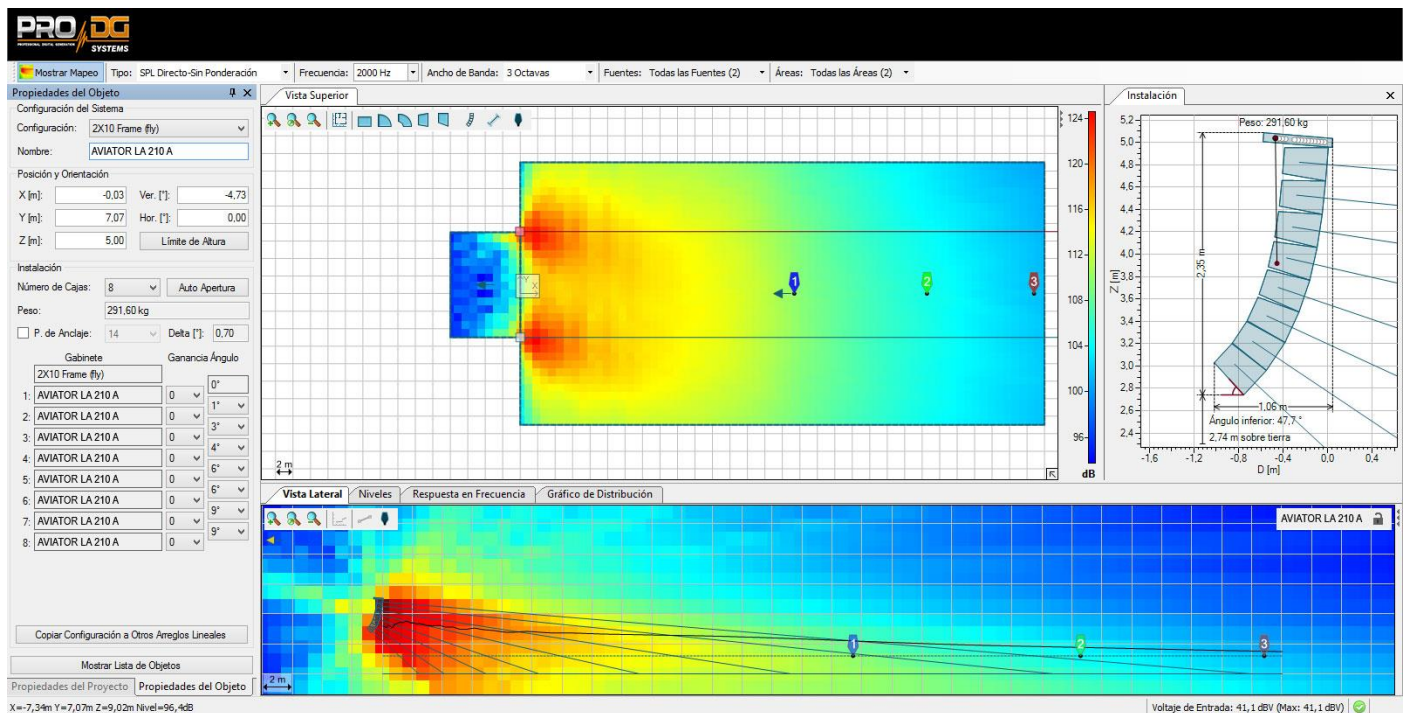 PRO DG
SYSTEMS
Mostrar Mapeo Tipo: SPL Directo-Sin Ponderación Frecuencia: 2000 Hz Ancho de Banda: 3 Octavas Fuentes: Todas las Fuentes (2) Áreas: Todas las Áreas (2)
Propiedades del Objeto
Configuración del Sistema
Configuración: 2X10 Frame (fly)
Nombre: AVIATOR LA 210 A
Posición y Orientación
X [m]: -0,03 Ver. [°]: -4,73
Y [m]: 7,07 Hor. [°]: 0,00
Z [m]: 5,00 Límite de Altura
Instalación
Número de Cajas: 8 Auto Apertura
Peso: 291,60 kg
P. de Anclaje: 14 Delta [°]: 0,70
Gabinete Ganancia Ángulo
2X10 Frame (fly)
0°
1: AVIATOR LA 210 A 0
1°
2: AVIATOR LA 210 A 0
3°
3: AVIATOR LA 210 A 0
4°
4: AVIATOR LA 210 A 0
6°
5: AVIATOR LA 210 A 0
6°
6: AVIATOR LA 210 A 0
9°
7: AVIATOR LA 210 A 0
9°
8: AVIATOR LA 210 A 0
Copiar Configuración a Otros Arreglos Lineales
Mostrar Lista de Objetos
Propiedades del Proyecto Propiedades del Objeto
Vista Superior
Y X
1 2 3
2 m
124
120
116
112
108
104
100
96
dB
Instalación
Peso: 291,60 kg
5,2
5,0
4,8
4,6
4,4
4,2
4,0
3,8
3,6
3,4
3,2
3,0
2,8
2,6
2,4
Z [m]
2,35 m
1,06 m
Ángulo inferior: 47,7 °
2,74 m sobre tierra
-1,6 -1,2 -0,8 -0,4 0,0 0,4
D [m]
Vista Lateral Niveles Respuesta en Frecuencia Gráfico de Distribución
AVIATOR LA 210 A
1 2 3
2 m
X=-7,34m Y=7,07m Z=9,02m Nivel=96,4dB
Voltaje de Entrada: 41,1 dBV (Max: 41,1 dBV)